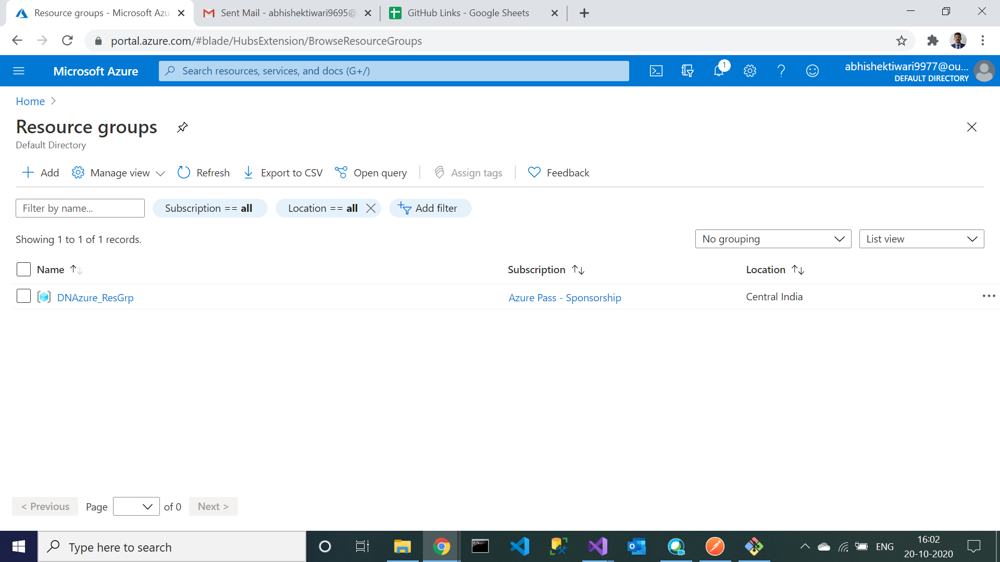 Resource groups - Microsoft Azu
Sent Mail - abhishektiwari9695@
GitHub Links - Google Sheets
portal.azure.com/#blade/HubsExtension/BrowseResourceGroups
Microsoft Azure
Search resources, services, and docs (G+/)
1
abhishektiwari9977@ou...
DEFAULT DIRECTORY
Home
Resource groups
Default Directory
Add
Manage view
Refresh
Export to CSV
Open query
Assign tags
Feedback
Filter by name...
Subscription == all
Location == all
Add filter
Showing 1 to 1 of 1 records.
No grouping
List view
Name
Subscription
Location
DNAzure_ResGrp
Azure Pass - Sponsorship
Central India
< Previous
Page
of 0
Next >
Type here to search
ENG
16:02
20-10-2020